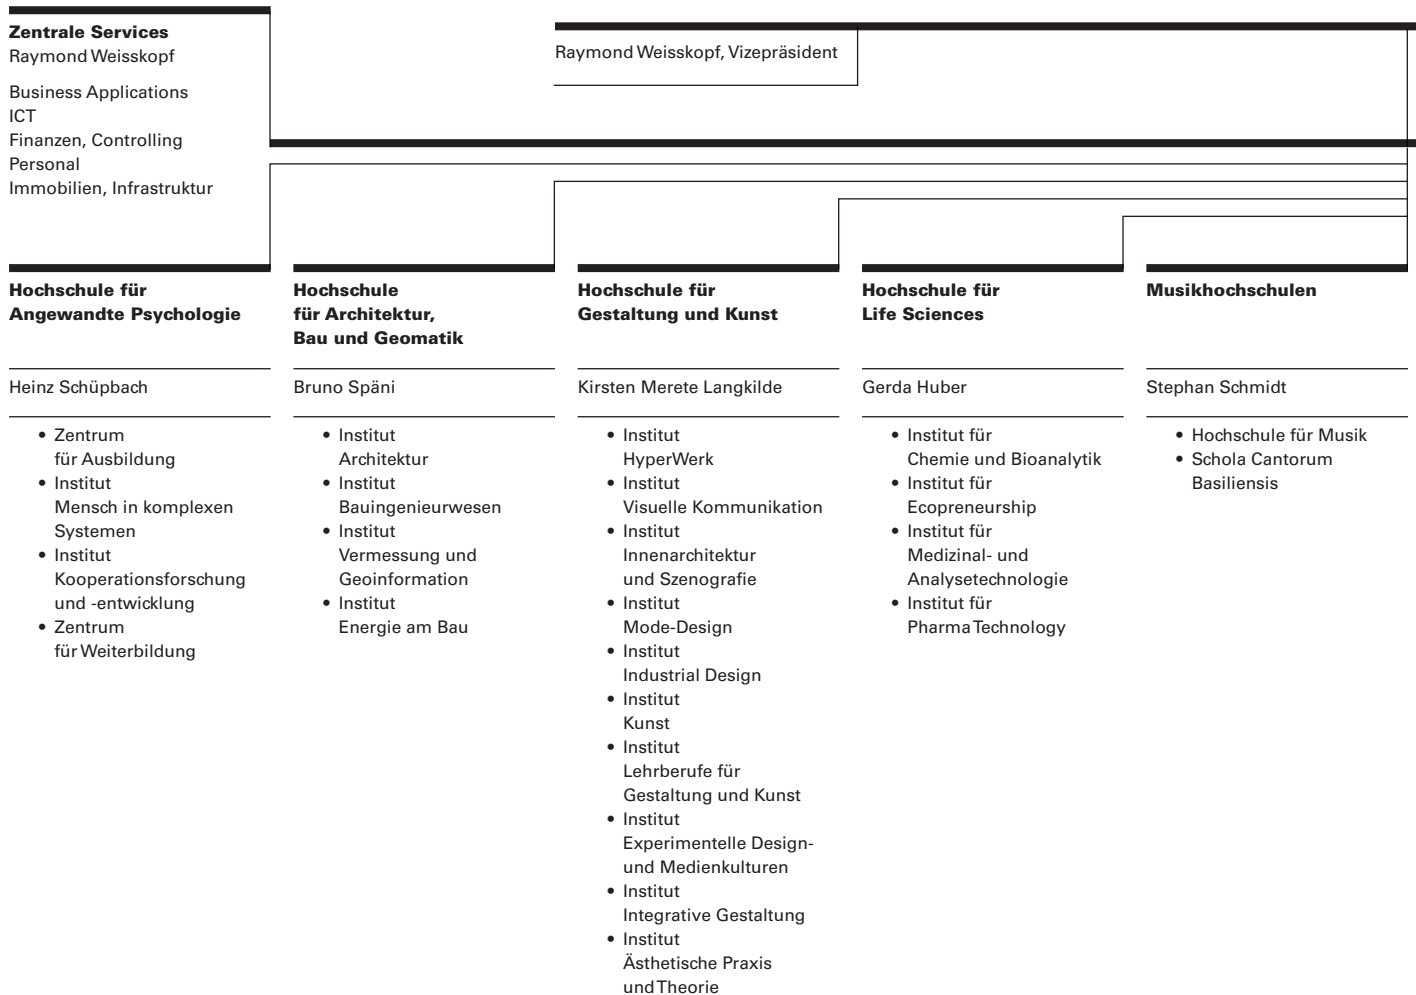 Zentrale Services
Raymond Weisskopf
Business Applications
ICT
Finanzen, Controlling
Personal
Immobilien, Infrastruktur
Raymond Weisskopf, Vizepräsident
Hochschule für
Angewandte Psychologie
Heinz Schüpbach
• Zentrum
für Ausbildung
• Institut
Mensch in komplexen
Systemen
• Institut
Kooperationsforschung
und -entwicklung
• Zentrum
für Weiterbildung
Hochschule
für Architektur,
Bau und Geomatik
Bruno Späni
• Institut
Architektur
• Institut
Bauingenieurwesen
• Institut
Vermessung und
Geoinformation
• Institut
Energie am Bau
Hochschule für
Gestaltung und Kunst
Kirsten Merete Langkilde
• Institut
HyperWerk
• Institut
Visuelle Kommunikation
• Institut
Innenarchitektur
und Szenografie
• Institut
Mode-Design
• Institut
Industrial Design
• Institut
Kunst
• Institut
Lehrberufe für
Gestaltung und Kunst
• Institut
Experimentelle Design-
und Medienkulturen
• Institut
Integrative Gestaltung
• Institut
Ästhetische Praxis
und Theorie
Hochschule für
Life Sciences
Gerda Huber
• Institut für
Chemie und Bioanalytik
• Institut für
Ecopreneurship
• Institut für
Medizinal- und
Analysetechnologie
• Institut für
Pharma Technology
Musikhochschulen
Stephan Schmidt
• Hochschule für Musik
• Schola Cantorum
Basiliensis